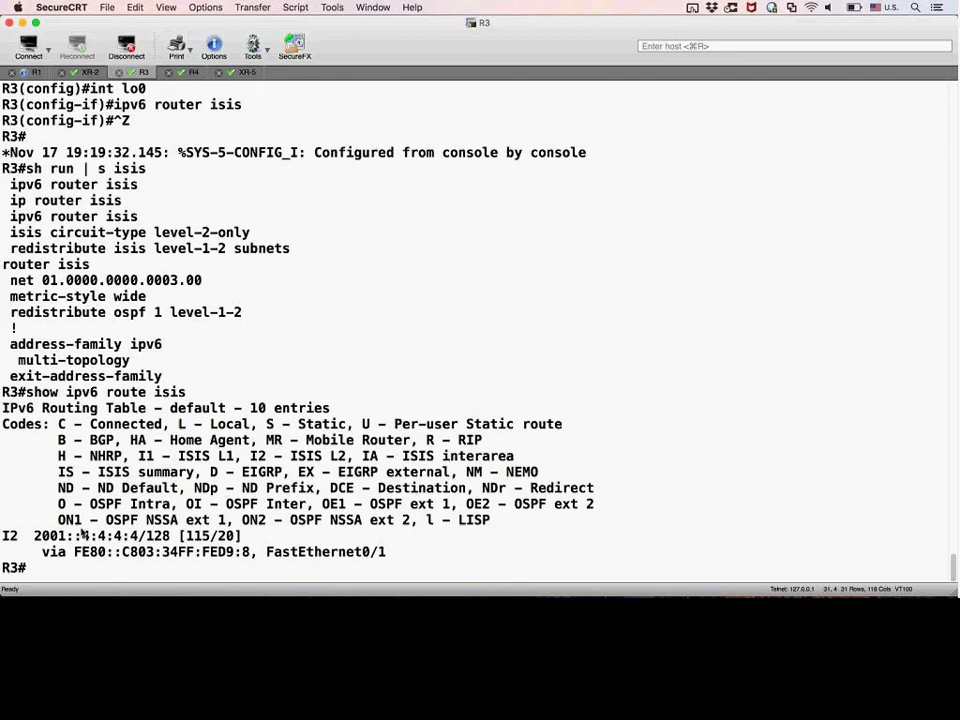 SecureCRT File Edit View Options Transfer Script Tools Window Help U.S.
R3
Connect Reconnect Disconnect Print Options Tools SecureFX Enter host <⌘R>
R1 XR-2 R3 R4 XR-5
R3(config)#int lo0
R3(config-if)#ipv6 router isis
R3(config-if)#^Z
R3#
*Nov 17 19:19:32.145: %SYS-5-CONFIG_I: Configured from console by console
R3#sh run | s isis
ipv6 router isis
ip router isis
ipv6 router isis
isis circuit-type level-2-only
redistribute isis level-1-2 subnets
router isis
net 01.0000.0000.0003.00
metric-style wide
redistribute ospf 1 level-1-2
!
address-family ipv6
multi-topology
exit-address-family
R3#show ipv6 route isis
IPv6 Routing Table - default - 10 entries
Codes: C - Connected, L - Local, S - Static, U - Per-user Static route
B - BGP, HA - Home Agent, MR - Mobile Router, R - RIP
H - NHRP, I1 - ISIS L1, I2 - ISIS L2, IA - ISIS interarea
IS - ISIS summary, D - EIGRP, EX - EIGRP external, NM - NEMO
ND - ND Default, NDp - ND Prefix, DCE - Destination, NDr - Redirect
O - OSPF Intra, OI - OSPF Inter, OE1 - OSPF ext 1, OE2 - OSPF ext 2
ON1 - OSPF NSSA ext 1, ON2 - OSPF NSSA ext 2, l - LISP
I2 2001::4:4:4:4/128 [115/20]
via FE80::C803:34FF:FED9:8, FastEthernet0/1
R3#
Ready Telnet: 127.0.0.1 31, 4 31 Rows, 118 Cols VT100